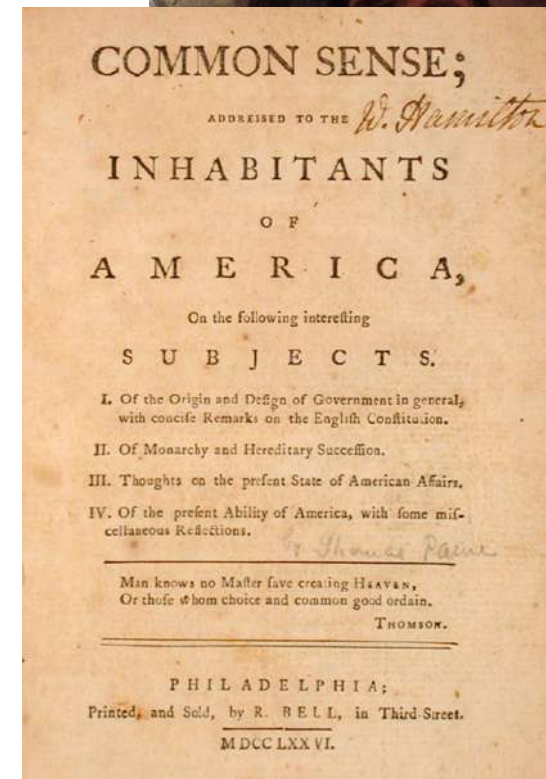 COMMON SENSE;
ADDRESSED TO THE W. Hamilton
INHABITANTS
OF
AMERICA,
On the following intereſting
SUBJECTS.
I. Of the Origin and Deſign of Government in general,
with conciſe Remarks on the Engliſh Conſtitution.
II. Of Monarchy and Hereditary Succeſſion.
III. Thoughts on the preſent State of American Affairs.
IV. Of the preſent Ability of America, with ſome miſ-
cellaneous Reflections.
by Thomas Paine
Man knows no Maſter ſave creating HEAVEN,
Or thoſe whom choice and common good ordain.
THOMSON.
PHILADELPHIA;
Printed, and Sold, by R. BELL, in Third-Street.
MDCCLXXVI.